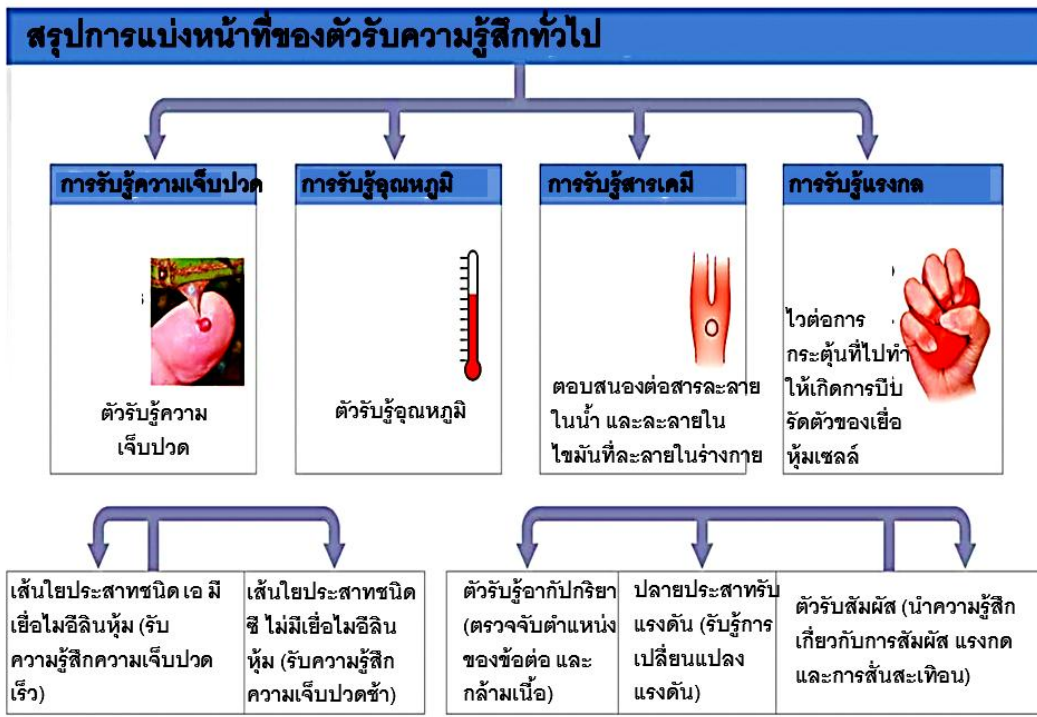 สรุปการแบ่งหน้าที่ของตัวรับความรู้สึกทั่วไป
การรับรู้ความเจ็บปวด
การรับรู้อุณหภูมิ
การรับรู้สารเคมี
การรับรู้แรงกล
ตัวรับรู้ความ
เจ็บปวด
ตัวรับรู้อุณหภูมิ
ตอบสนองต่อสารละลาย
ในน้ำ และละลายใน
ไขมันที่ละลายในร่างกาย
ไวต่อการ
กระตุ้นที่ไปทำ
ให้เกิดการบีบ
รัดตัวของเยื่อ
หุ้มเซลล์
เส้นใยประสาทชนิด เอ มี
เยื่อไมอีลินหุ้ม (รับ
ความรู้สึกความเจ็บปวด
เร็ว)
เส้นใยประสาทชนิด
ซี ไม่มีเยื่อไมอีลิน
หุ้ม (รับความรู้สึก
ความเจ็บปวดช้า)
ตัวรับรู้อากัปกริยา
(ตรวจจับตำแหน่ง
ของข้อต่อ และ
กล้ามเนื้อ)
ปลายประสาทรับ
แรงดัน (รับรู้การ
เปลี่ยนแปลง
แรงดัน)
ตัวรับสัมผัส (นำความรู้สึก
เกี่ยวกับการสัมผัส แรงกด
และการสั่นสะเทือน)